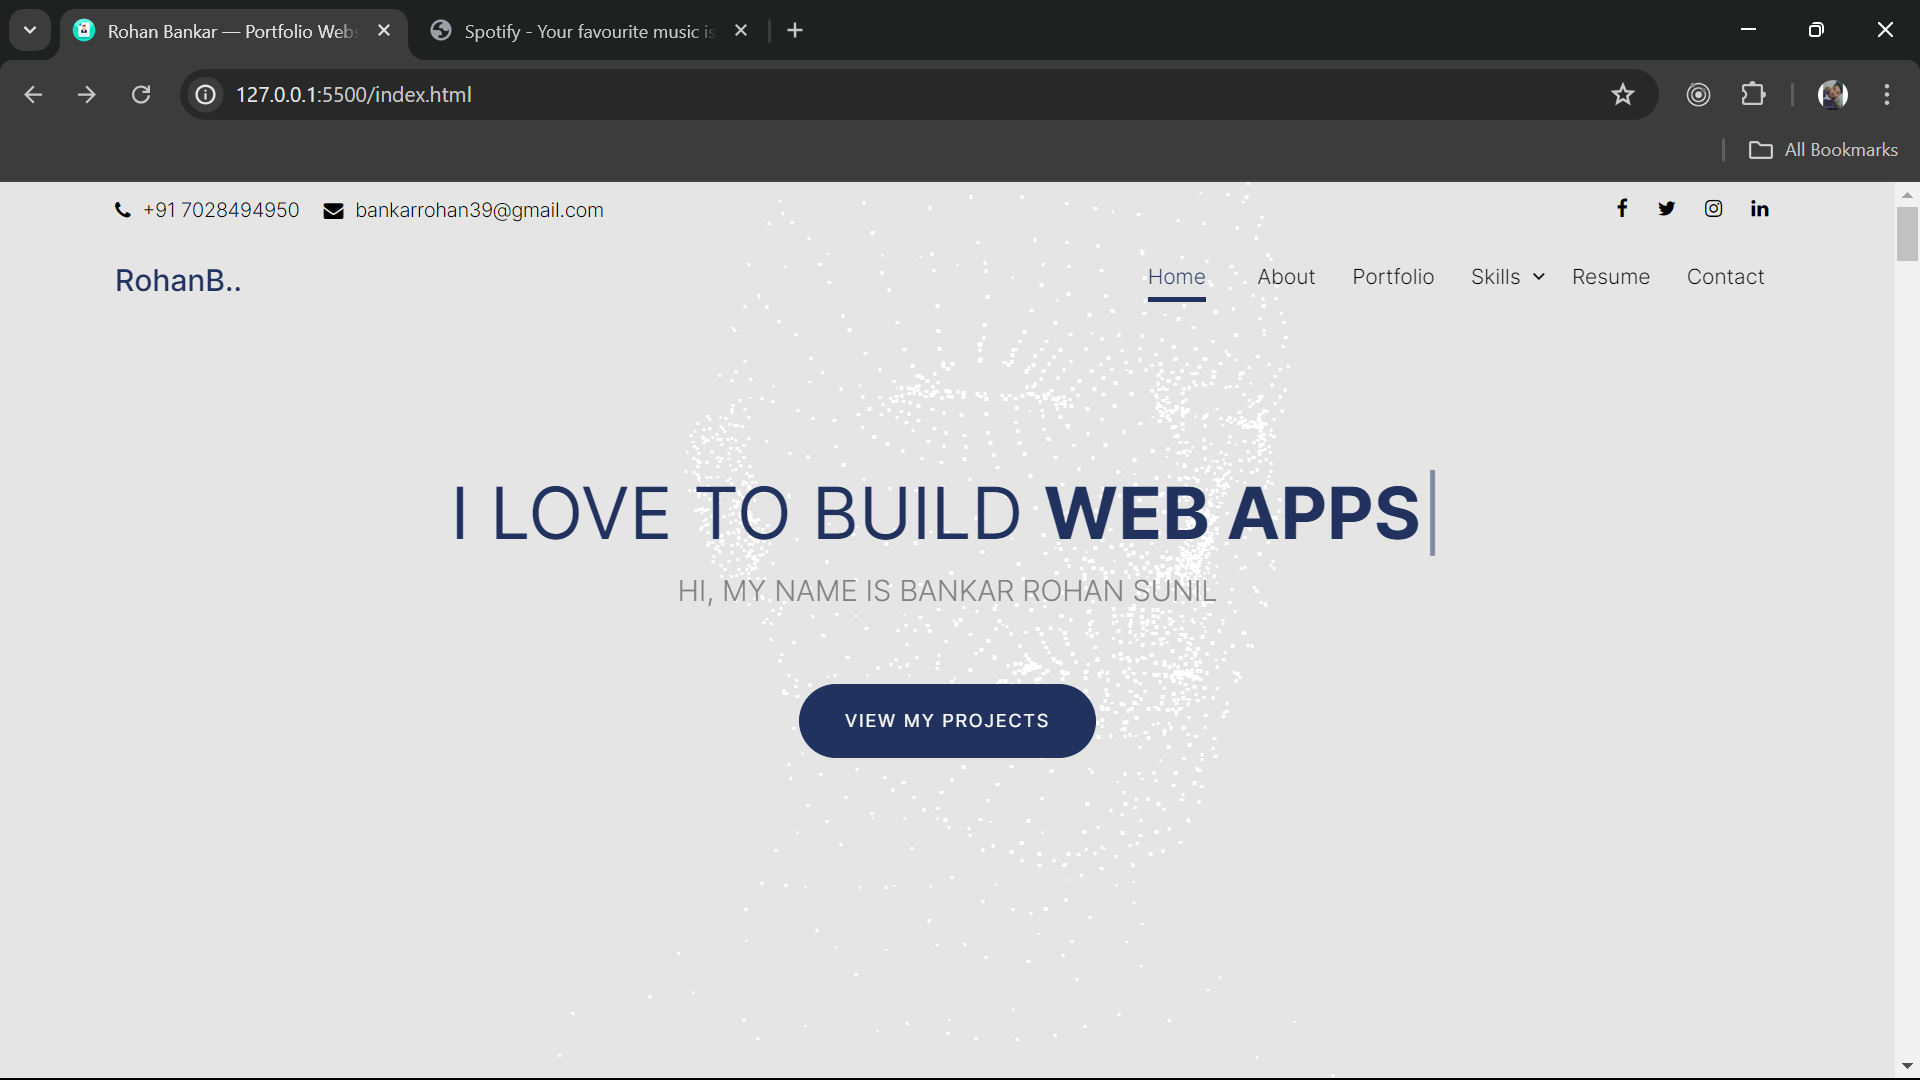 Rohan Bankar — Portfolio Webs
Spotify - Your favourite music is
127.0.0.1:5500/index.html
All Bookmarks
+91 7028494950 bankarrohan39@gmail.com
RohanB..
Home About Portfolio Skills Resume Contact
I LOVE TO BUILD WEB APPS
HI, MY NAME IS BANKAR ROHAN SUNIL
VIEW MY PROJECTS